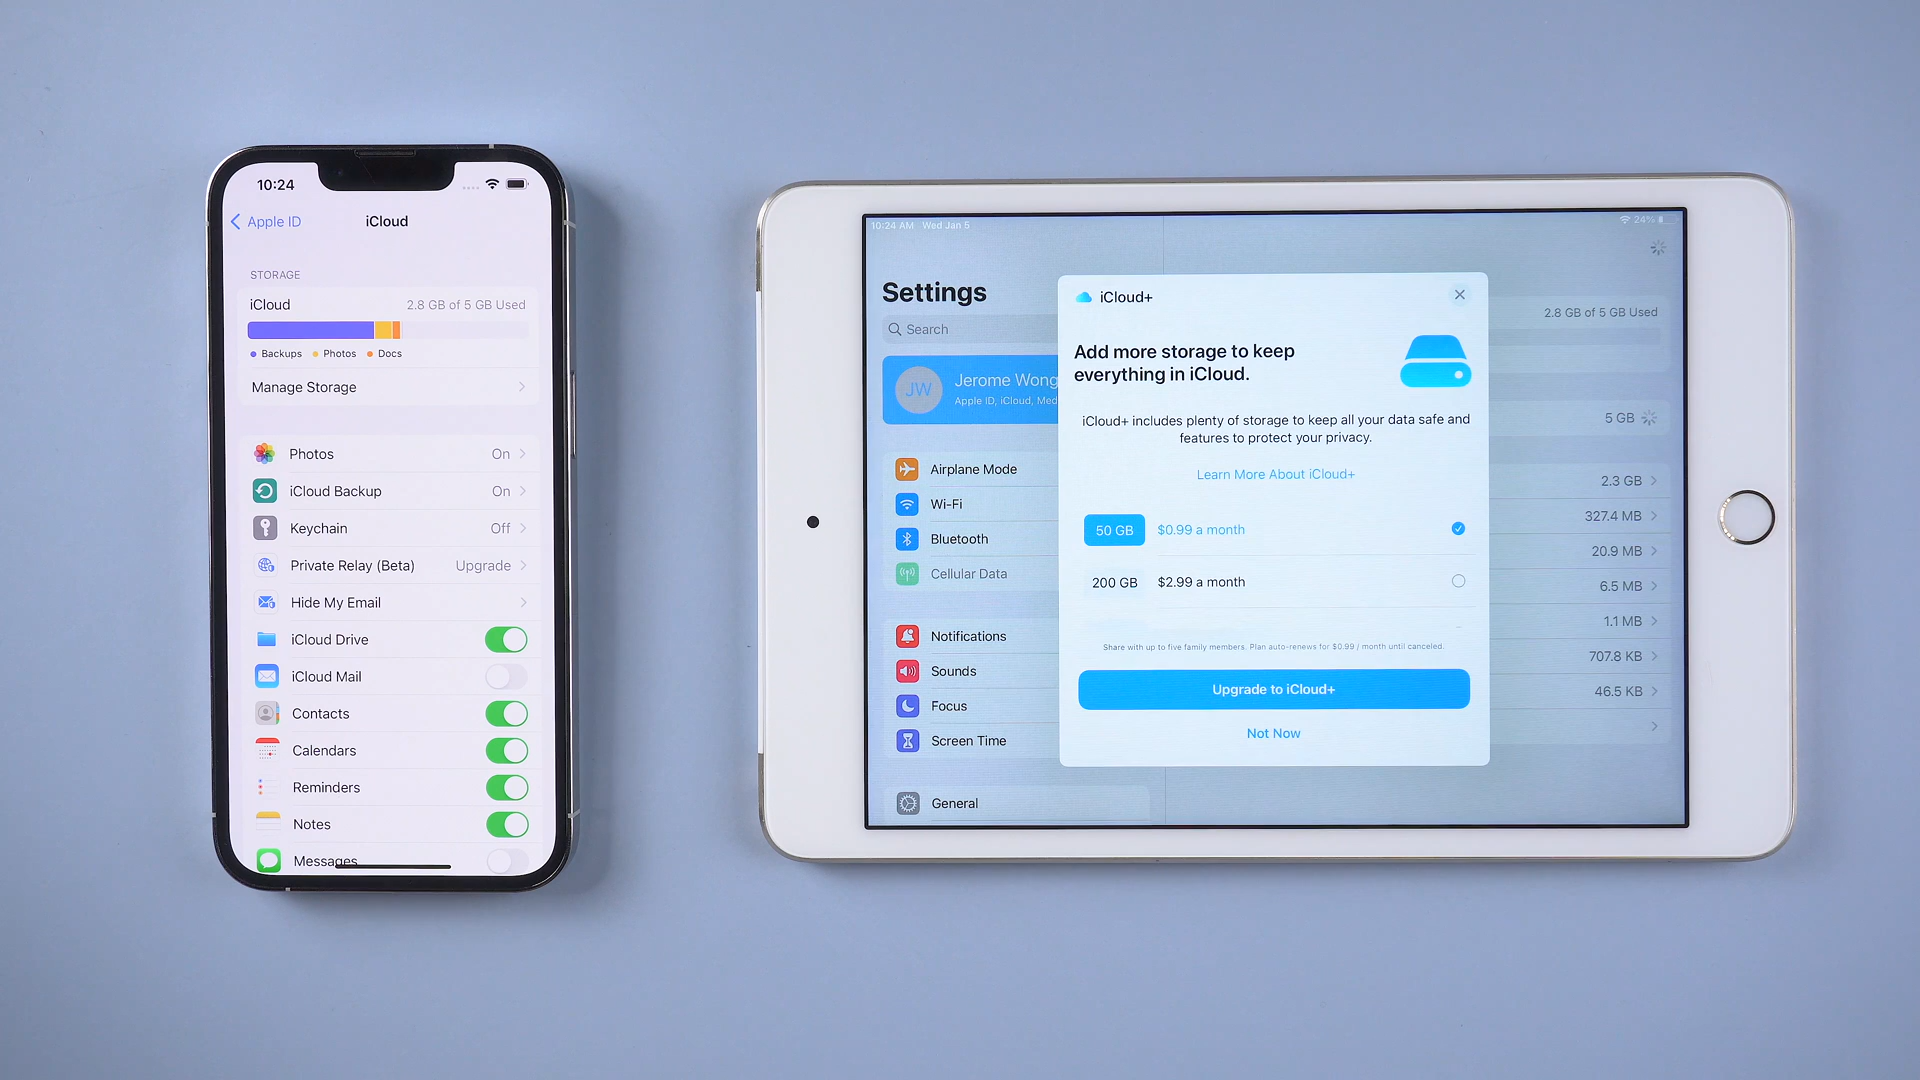 10:24
Apple ID
iCloud
STORAGE
iCloud 2.8 GB of 5 GB Used
Backups Photos Docs
Manage Storage
Photos On
iCloud Backup On
Keychain Off
Private Relay (Beta) Upgrade
Hide My Email
iCloud Drive
iCloud Mail
Contacts
Calendars
Reminders
Notes
Messages
10:24 AM Wed Jan 5
24%
Settings
Search
JW
Jerome Wong
Apple ID, iCloud, Med
Airplane Mode
Wi-Fi
Bluetooth
Cellular Data
Notifications
Sounds
Focus
Screen Time
General
iCloud+
Add more storage to keep
everything in iCloud.
iCloud+ includes plenty of storage to keep all your data safe and
features to protect your privacy.
Learn More About iCloud+
50 GB $0.99 a month
200 GB $2.99 a month
Share with up to five family members. Plan auto-renews for $0.99 / month until canceled.
Upgrade to iCloud+
Not Now
2.8 GB of 5 GB Used
5 GB
2.3 GB
327.4 MB
20.9 MB
6.5 MB
1.1 MB
707.8 KB
46.5 KB